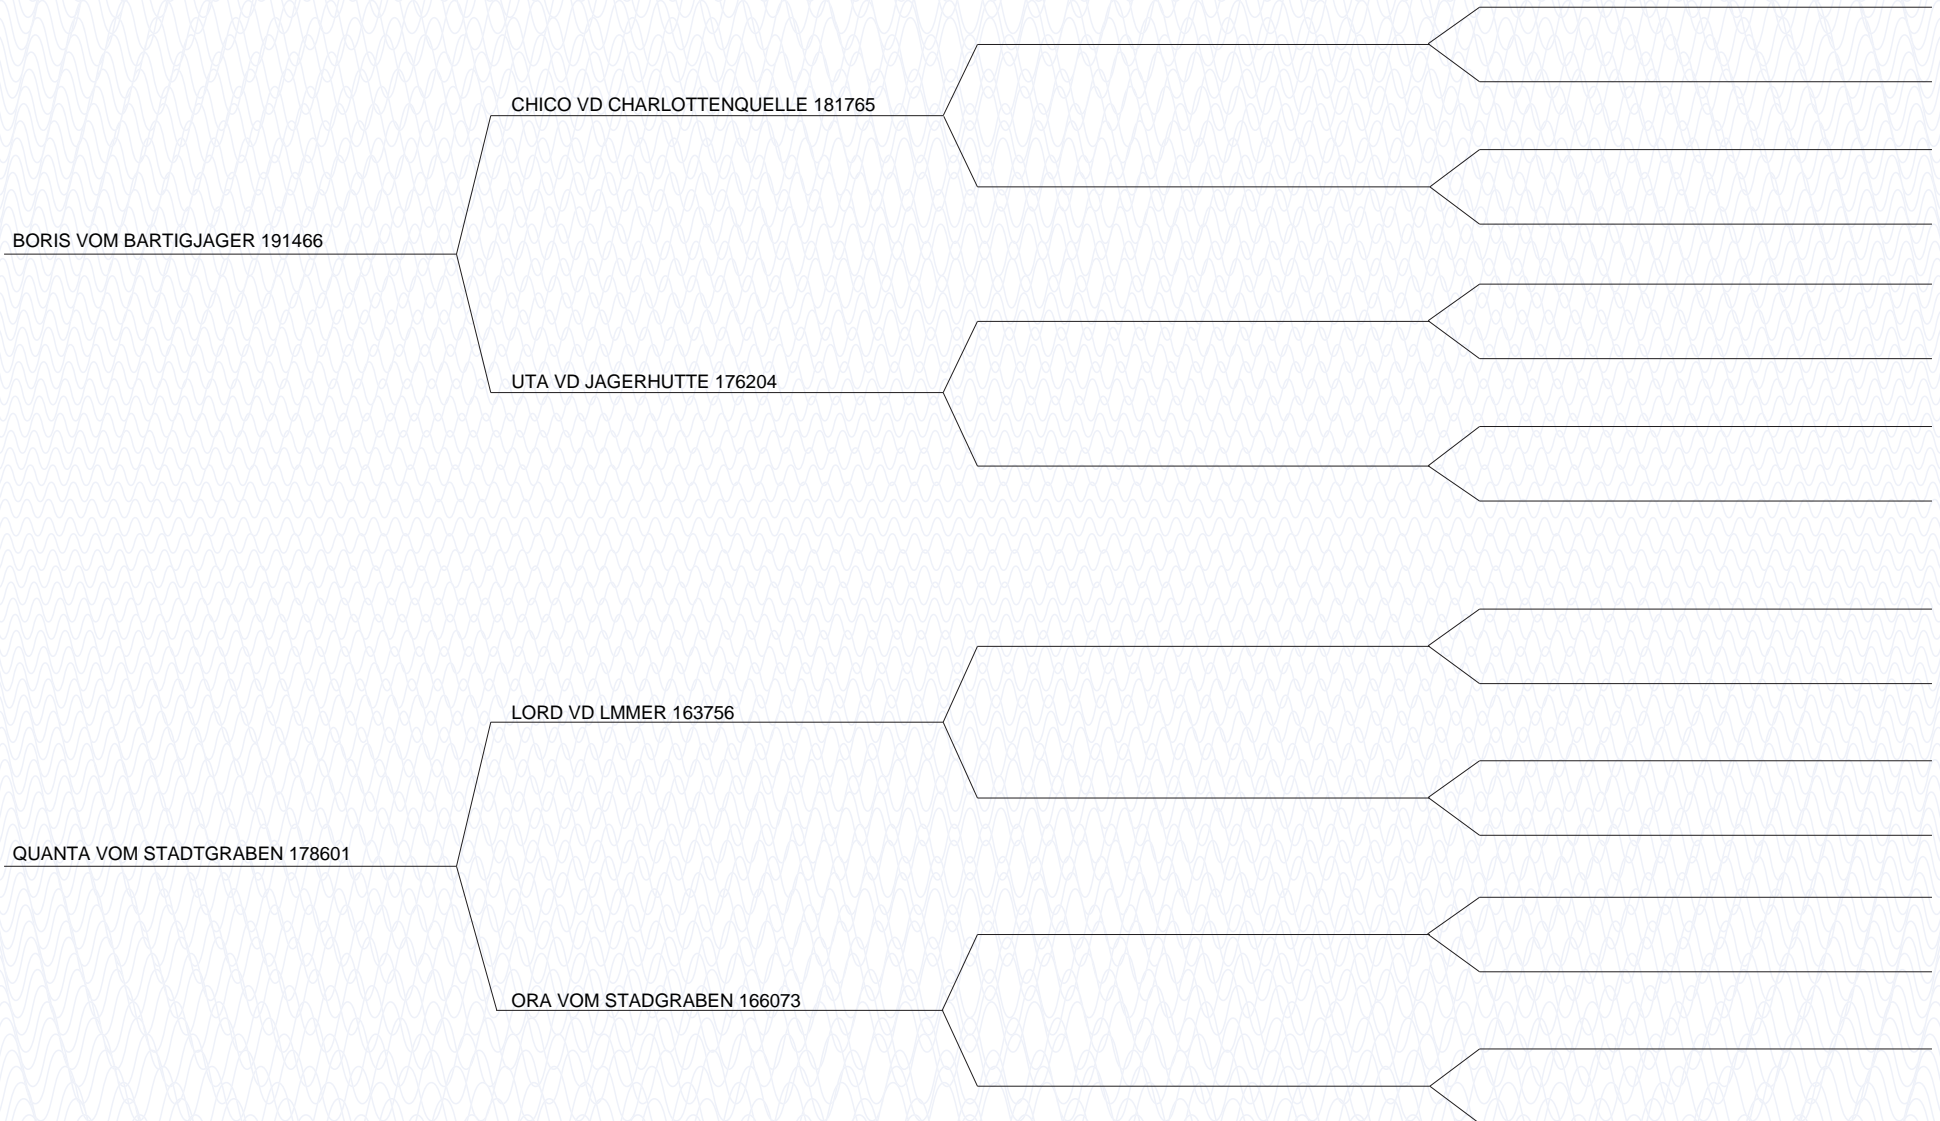 CHICO VD CHARLOTTENQUELLE 181765
BORIS VOM BARTIGJAGER 191466
UTA VD JAGERHUTTE 176204
LORD VD LMMER 163756
QUANTA VOM STADTGRABEN 178601
ORA VOM STADGRABEN 166073